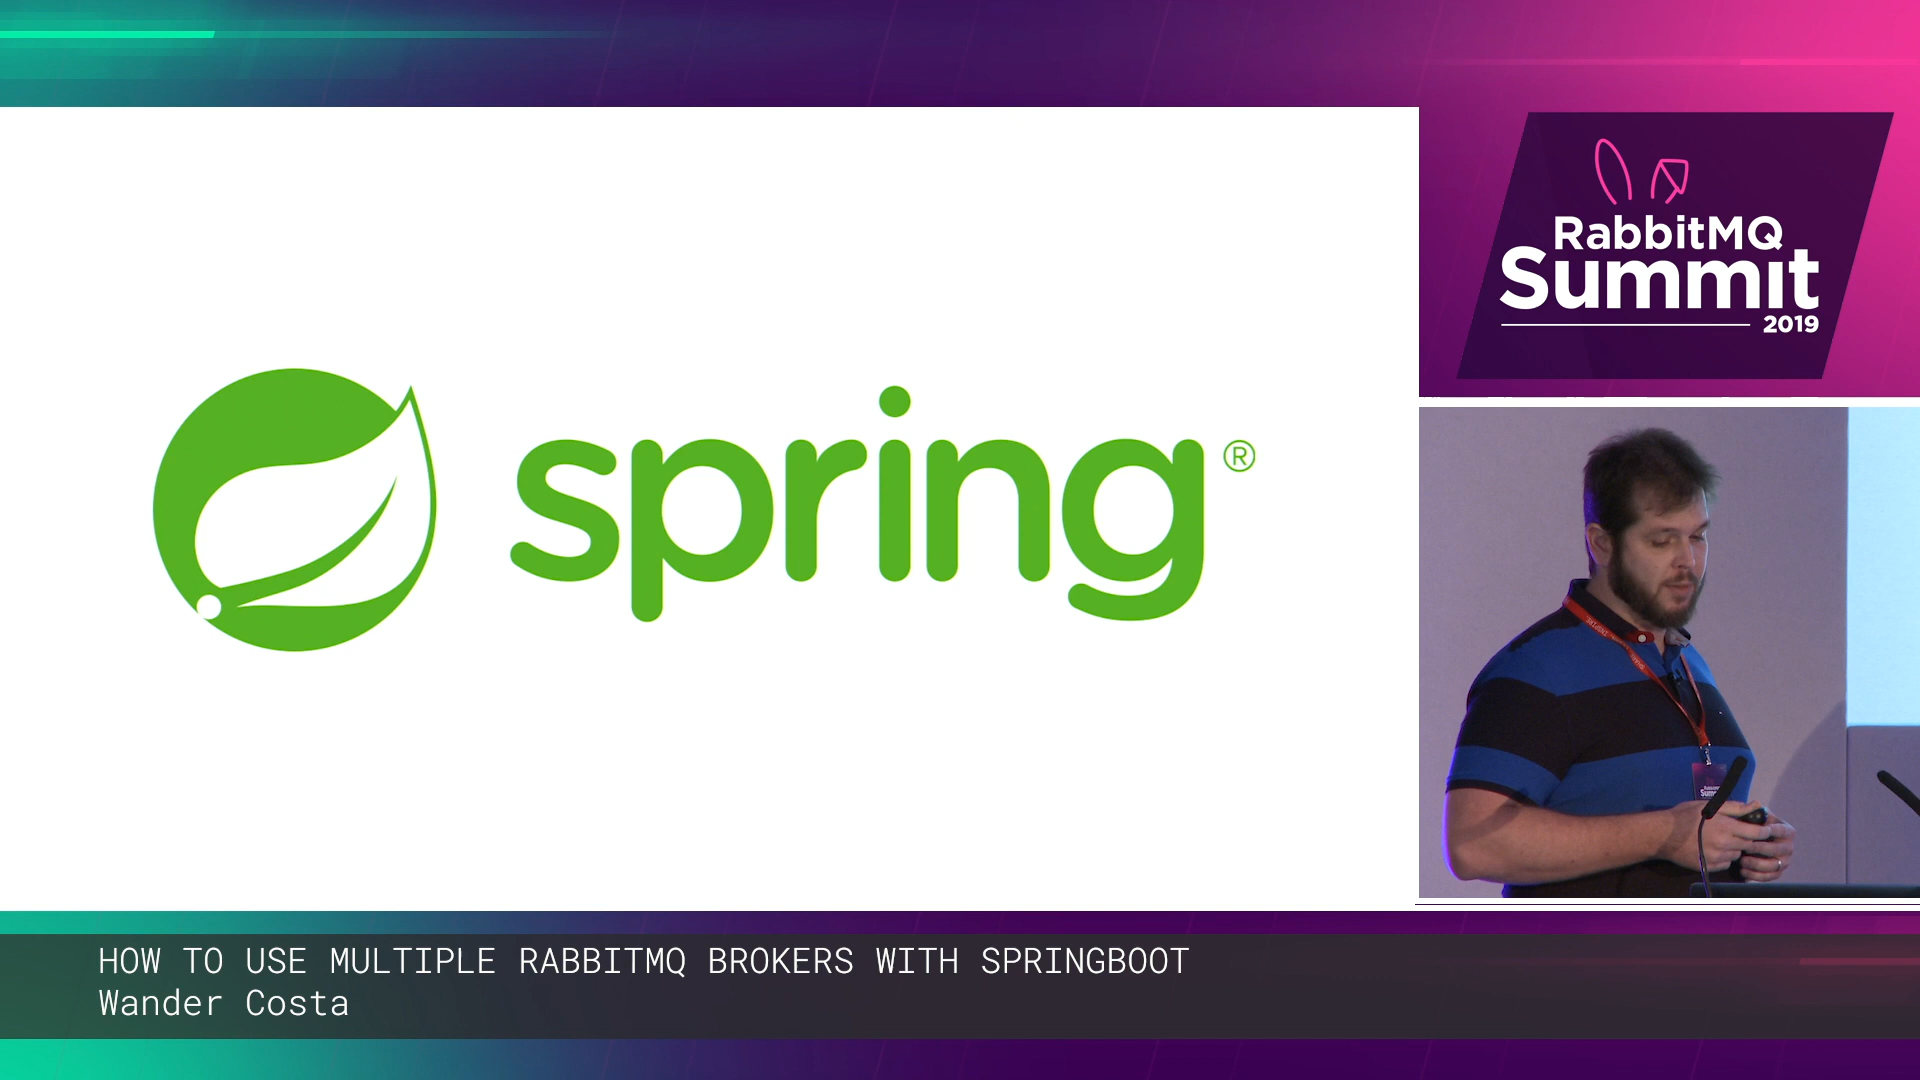 RabbitMQ
Summit
2019
spring®
HOW TO USE MULTIPLE RABBITMQ BROKERS WITH SPRINGBOOT
Wander Costa